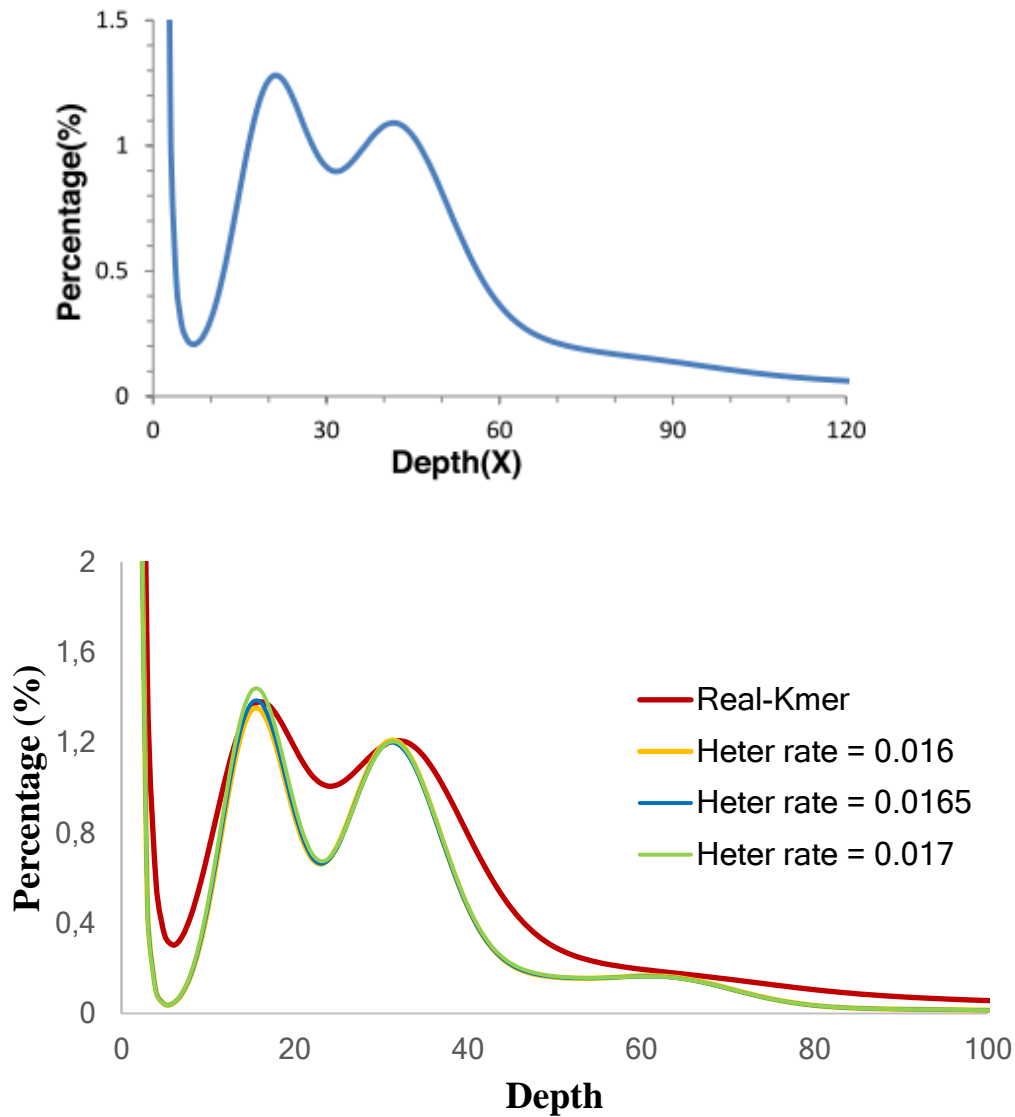 1.5
1
0.5
0
0
30
60
90
120
Percentage(%)
Depth(X)
2
1,6
1,2
0,8
0,4
0
0
20
40
60
80
100
Percentage (%)
Depth
Real-Kmer
Heter rate = 0.016
Heter rate = 0.0165
Heter rate = 0.017